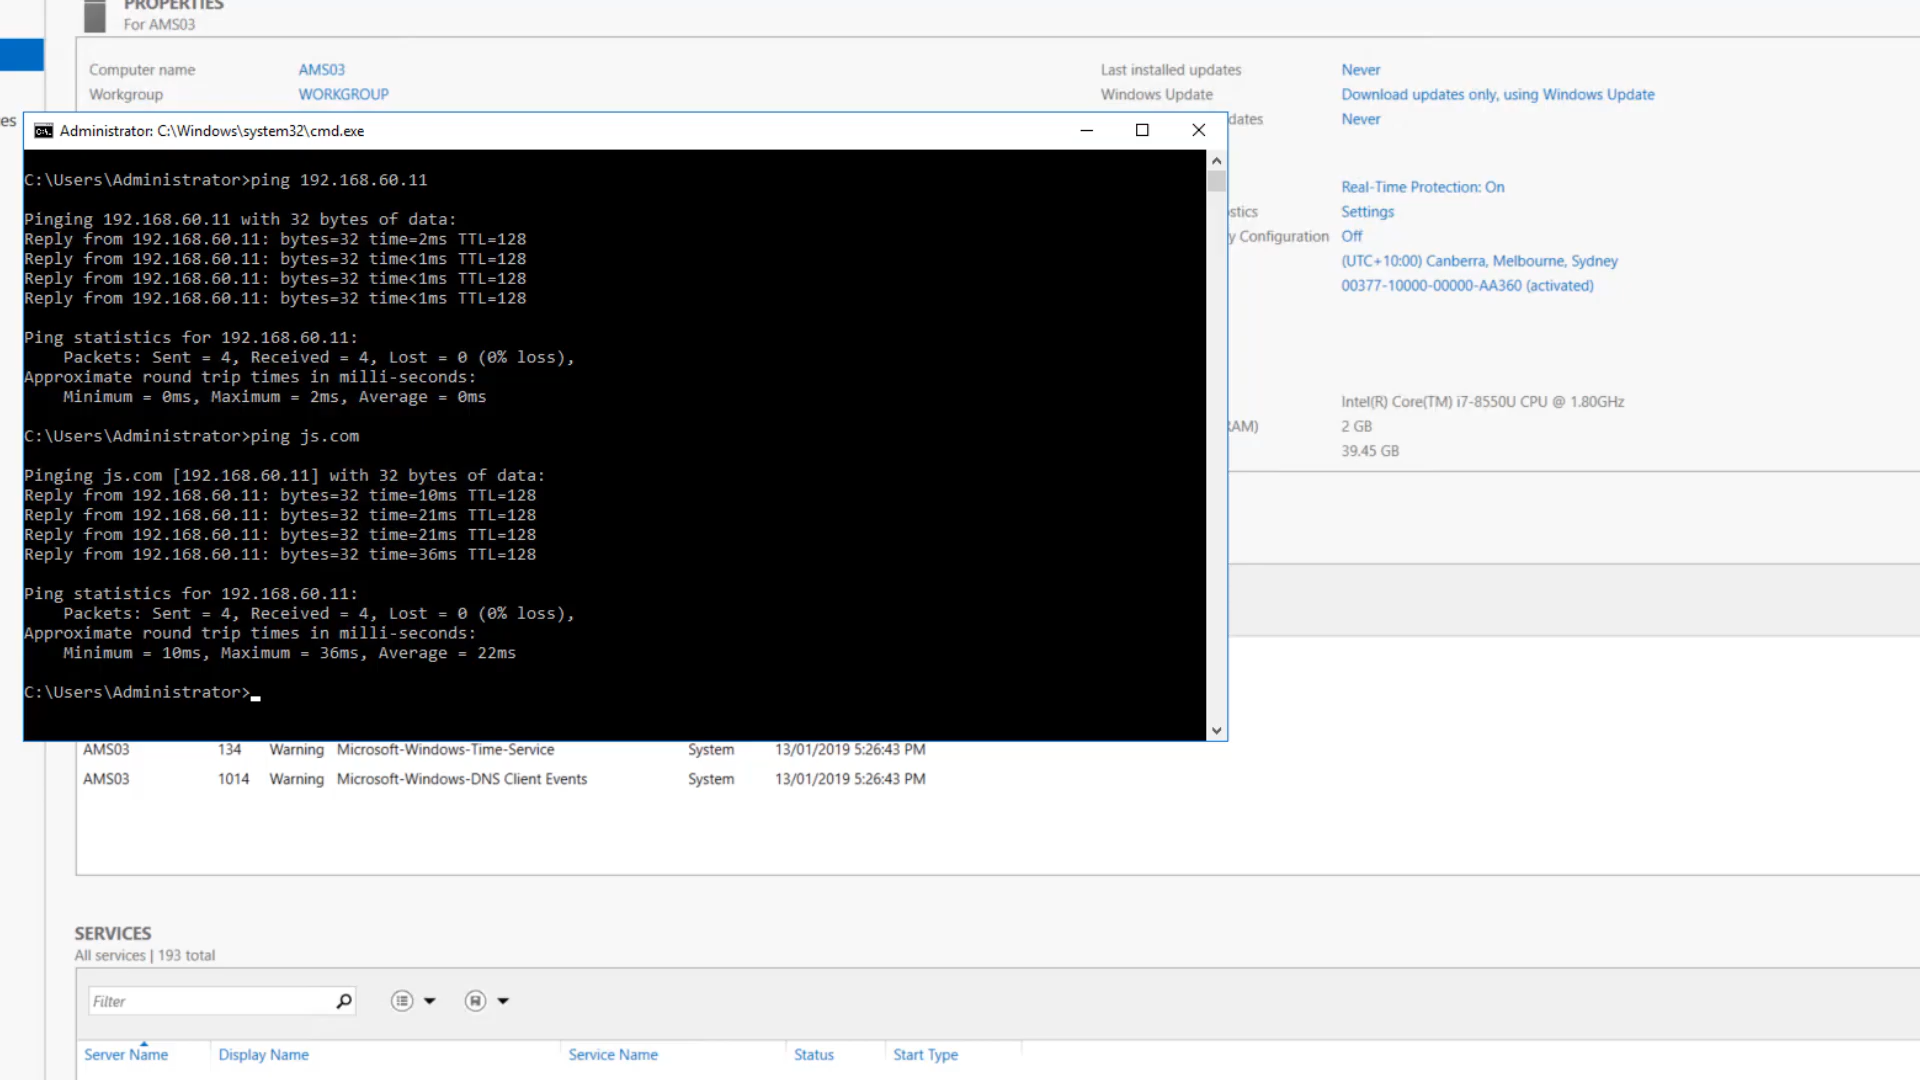 PROPERTIES
For AMS03
Computer name AMS03 Last installed updates Never
Workgroup WORKGROUP Windows Update Download updates only, using Windows Update
es dates Never
Administrator: C:\Windows\system32\cmd.exe
C:\Users\Administrator>ping 192.168.60.11
Real-Time Protection: On
stics Settings
Pinging 192.168.60.11 with 32 bytes of data:
Reply from 192.168.60.11: bytes=32 time=2ms TTL=128
y Configuration Off
Reply from 192.168.60.11: bytes=32 time<1ms TTL=128
(UTC+10:00) Canberra, Melbourne, Sydney
Reply from 192.168.60.11: bytes=32 time<1ms TTL=128
00377-10000-00000-AA360 (activated)
Reply from 192.168.60.11: bytes=32 time<1ms TTL=128
Ping statistics for 192.168.60.11:
Packets: Sent = 4, Received = 4, Lost = 0 (0% loss),
Approximate round trip times in milli-seconds:
Minimum = 0ms, Maximum = 2ms, Average = 0ms
Intel(R) Core(TM) i7-8550U CPU @ 1.80GHz
RAM) 2 GB
39.45 GB
C:\Users\Administrator>ping js.com
Pinging js.com [192.168.60.11] with 32 bytes of data:
Reply from 192.168.60.11: bytes=32 time=10ms TTL=128
Reply from 192.168.60.11: bytes=32 time=21ms TTL=128
Reply from 192.168.60.11: bytes=32 time=21ms TTL=128
Reply from 192.168.60.11: bytes=32 time=36ms TTL=128
Ping statistics for 192.168.60.11:
Packets: Sent = 4, Received = 4, Lost = 0 (0% loss),
Approximate round trip times in milli-seconds:
Minimum = 10ms, Maximum = 36ms, Average = 22ms
C:\Users\Administrator>
AMS03 134 Warning Microsoft-Windows-Time-Service System 13/01/2019 5:26:43 PM
AMS03 1014 Warning Microsoft-Windows-DNS Client Events System 13/01/2019 5:26:43 PM
SERVICES
All services | 193 total
Filter
Server Name Display Name Service Name Status Start Type